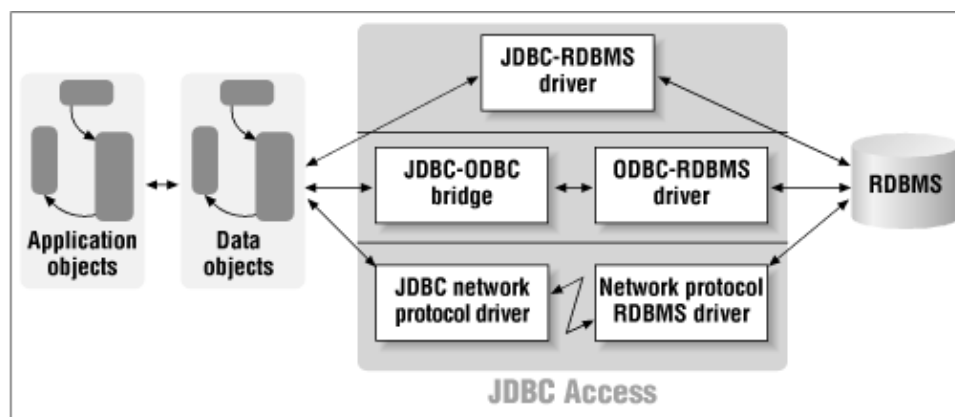 JDBC-RDBMS
driver
JDBC-ODBC
bridge
ODBC-RDBMS
driver
RDBMS
Application
objects
Data
objects
JDBC network
protocol driver
Network protocol
RDBMS driver
JDBC Access